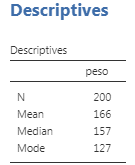 Descriptives
Descriptives
peso
N 200
Mean 166
Median 157
Mode 127